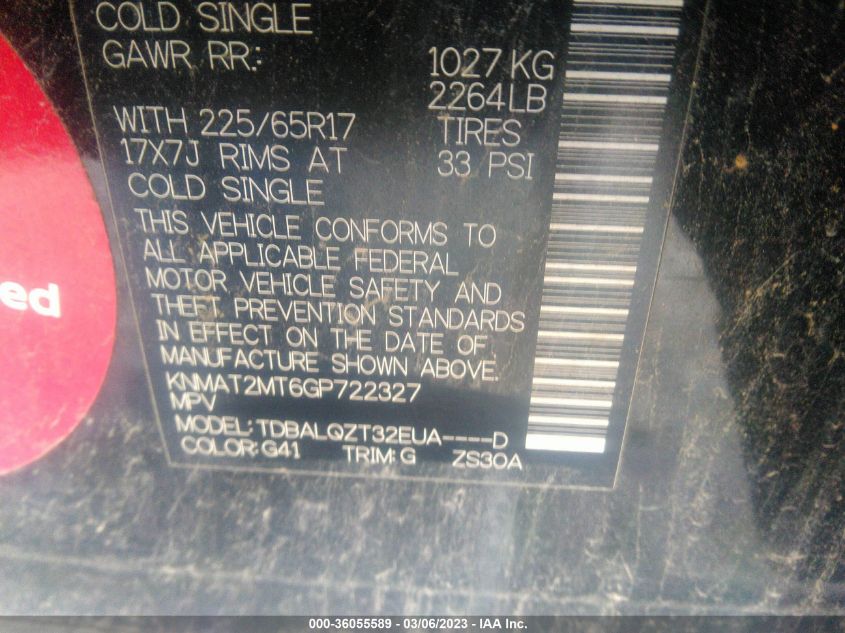 COLD SINGLE
GAWR RR: 1027 KG
2264LB
WITH 225/65R17 TIRES
17X7J RIMS AT 33 PSI
COLD SINGLE
THIS VEHICLE CONFORMS TO
ALL APPLICABLE FEDERAL
MOTOR VEHICLE SAFETY AND
THEFT PREVENTION STANDARDS
IN EFFECT ON THE DATE OF
MANUFACTURE SHOWN ABOVE.
KNMAT2MT6GP722327
MPV
MODEL: TDBALQZT32EUA----D
COLOR: G41 TRIM: G ZS30A
ed
000-36055589 - 03/06/2023 - IAA Inc.